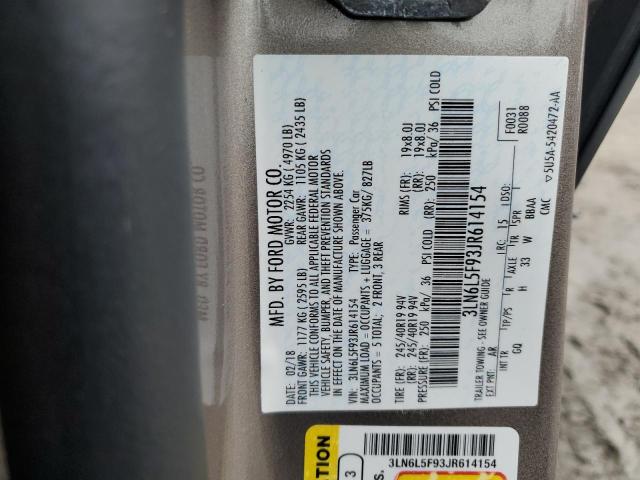 MFD. BY FORD MOTOR CO.
DATE: 02/18 GVWR: 2254 KG ( 4970 LB)
FRONT GAWR: 1177 KG ( 2595 LB) REAR GAWR: 1105 KG ( 2435 LB)
THIS VEHICLE CONFORMS TO ALL APPLICABLE FEDERAL MOTOR
VEHICLE SAFETY, BUMPER, AND THEFT PREVENTION STANDARDS
IN EFFECT ON THE DATE OF MANUFACTURE SHOWN ABOVE.
VIN: 3LN6L5F93JR614154 TYPE: Passenger Car
MAXIMUM LOAD = OCCUPANTS + LUGGAGE = 375KG/ 827LB
OCCUPANTS = 5 TOTAL; 2 FRONT, 3 REAR
TIRE (FR): 245/40R19 94V RIMS (FR): 19x8.0J
(RR): 245/40R19 94V (RR): 19x8.0J
PRESSURE (FR): 250 kPa/ 36 PSI COLD (RR): 250 kPa/ 36 PSI COLD
3LN6L5F93JR614154
TRAILER TOWING - SEE OWNER GUIDE
EXT PNT: AR LRC: 15 DSO: F0031
R0088
INT TR TP/PS R AXLE TR SPR
GQ H 33 W BBAA
CMC
▽5U5A-5420472-AA
3LN6L5F93JR614154